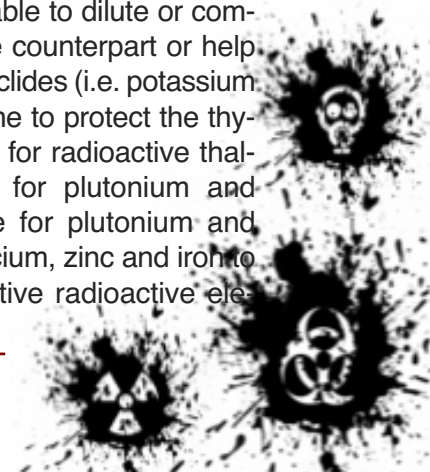 able to dilute or com-
e counterpart or help
clides (i.e. potassium
ne to protect the thy-
for radioactive thal-
for plutonium and
e for plutonium and
cium, zinc and iron to
tive radioactive ele-